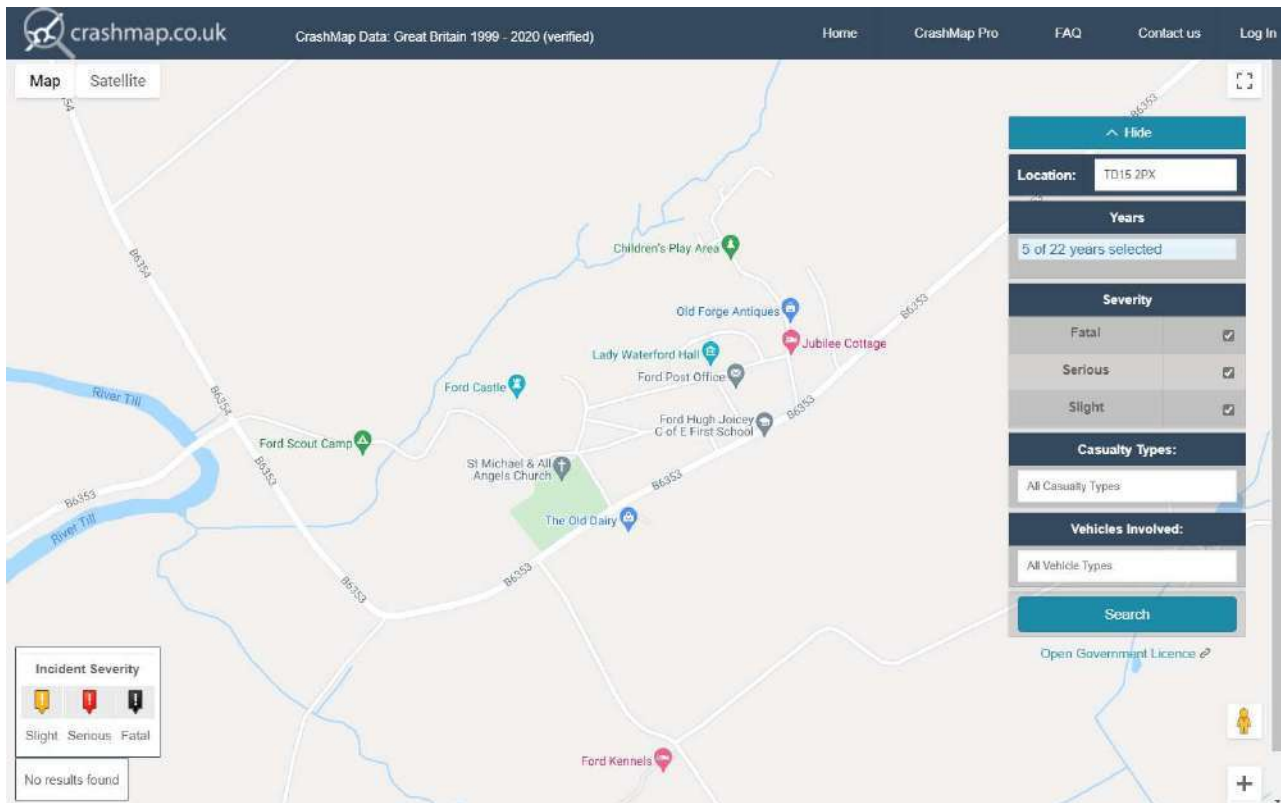 crashmap.co.uk
CrashMap Data: Great Britain 1999 - 2020 (verified)
Home
CrashMap Pro
FAQ
Contact us
Log In
Map
Satellite
B6353
Hide
Location:
TD15 2PX
Years
5 of 22 years selected
Severity
Fatal
Serious
Slight
Casualty Types:
All Casualty Types
Vehicles Involved:
All Vehicle Types
Search
Open Government Licence
B6354
Children's Play Area
Old Forge Antiques
B6353
Jubilee Cottage
Lady Waterford Hall
Ford Post Office
Ford Castle
River Till
B6354
Ford Hugh Joicey
C of E First School
B6353
Ford Scout Camp
St Michael & All
Angels Church
B6353
B6353
B6353
River Till
The Old Dairy
B6353
B6353
Ford Kennels
Incident Severity
Slight
Serious
Fatal
No results found